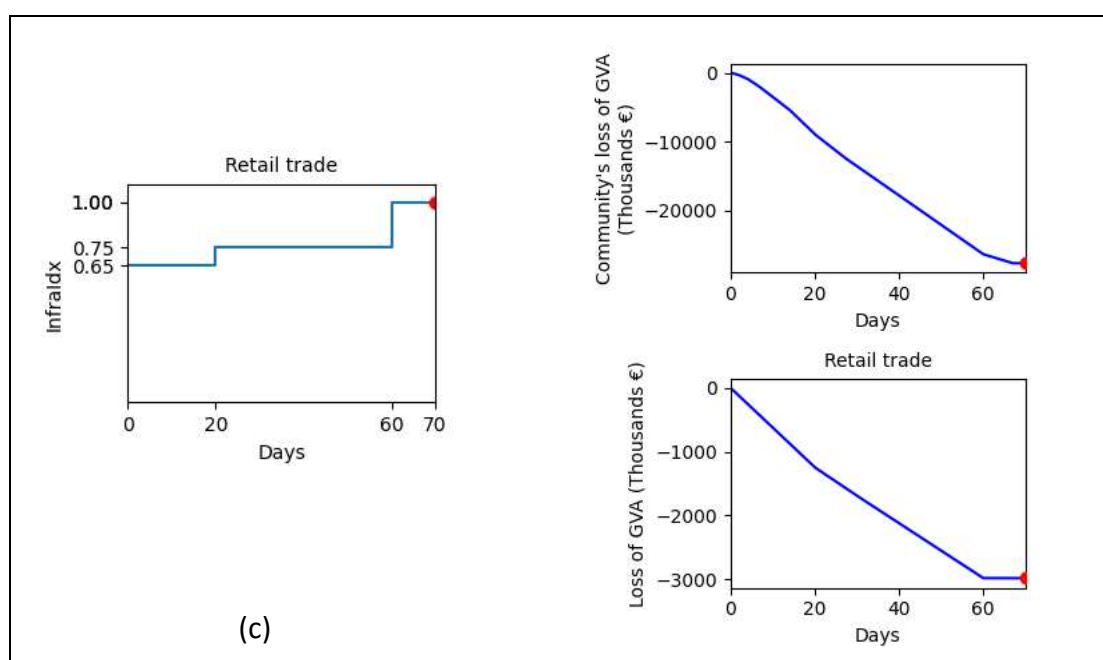 Retail trade
1.00
0.75
0.65
InfraIdx
0 20 60 70
Days
(c)
0
−10000
−20000
Community's loss of GVA
(Thousands €)
0 20 40 60
Days
Retail trade
0
−1000
−2000
−3000
Loss of GVA (Thousands €)
0 20 40 60
Days